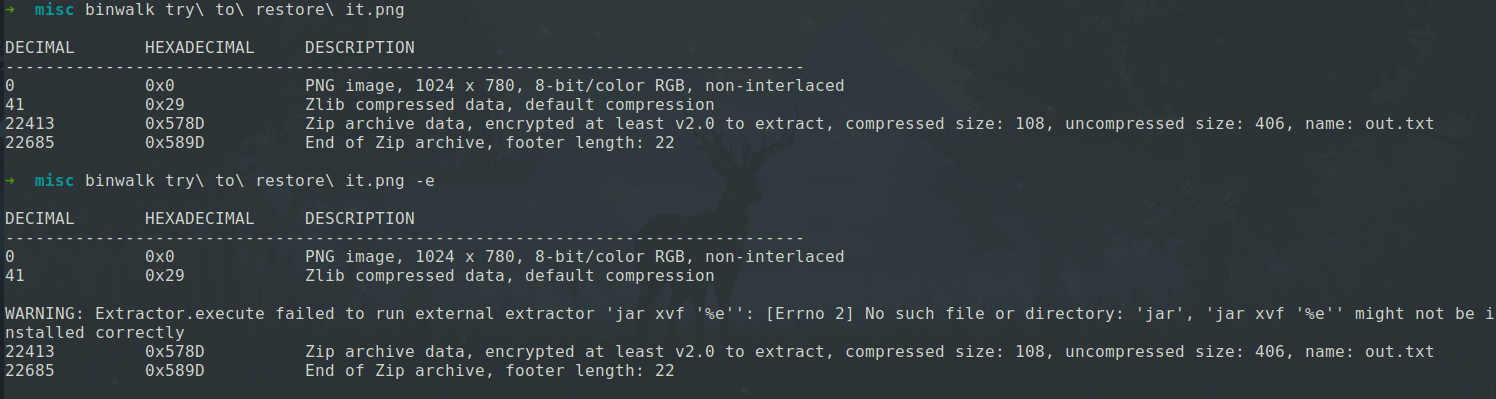 → misc binwalk try\ to\ restore\ it.png
DECIMAL HEXADECIMAL DESCRIPTION
--------------------------------------------------------------------------------
0 0x0 PNG image, 1024 x 780, 8-bit/color RGB, non-interlaced
41 0x29 Zlib compressed data, default compression
22413 0x578D Zip archive data, encrypted at least v2.0 to extract, compressed size: 108, uncompressed size: 406, name: out.txt
22685 0x589D End of Zip archive, footer length: 22
→ misc binwalk try\ to\ restore\ it.png -e
DECIMAL HEXADECIMAL DESCRIPTION
--------------------------------------------------------------------------------
0 0x0 PNG image, 1024 x 780, 8-bit/color RGB, non-interlaced
41 0x29 Zlib compressed data, default compression
WARNING: Extractor.execute failed to run external extractor 'jar xvf '%e'': [Errno 2] No such file or directory: 'jar', 'jar xvf '%e'' might not be i
nstalled correctly
22413 0x578D Zip archive data, encrypted at least v2.0 to extract, compressed size: 108, uncompressed size: 406, name: out.txt
22685 0x589D End of Zip archive, footer length: 22